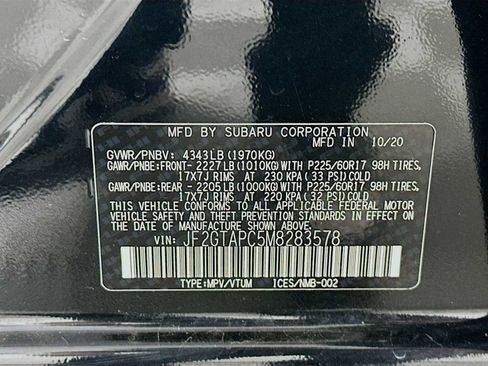 MFD. BY SUBARU CORPORATION
MFD IN 10/20
GVWR/PNBV: 4343LB(1970KG)
GAWR/PNBE:FRONT- 2227 LB(1010KG)WITH P225/60R17 98H TIRES,
17X7J RIMS AT 230 KPA( 33 PSI)COLD
GAWR/PNBE:REAR - 2205 LB(1000KG)WITH P225/60R17 98H TIRES,
17X7J RIMS AT 220 KPA( 32 PSI)COLD
THIS VEHICLE CONFORMS TO ALL APPLICABLE FEDERAL MOTOR
VEHICLE SAFETY AND THEFT PREVENTION STANDARDS IN EFFECT
ON THE DATE OF MANUFACTURE SHOWN ABOVE.
VIN: JF2GTAPC5M8283578
TYPE:MPV/VTUM ICES/NMB-002